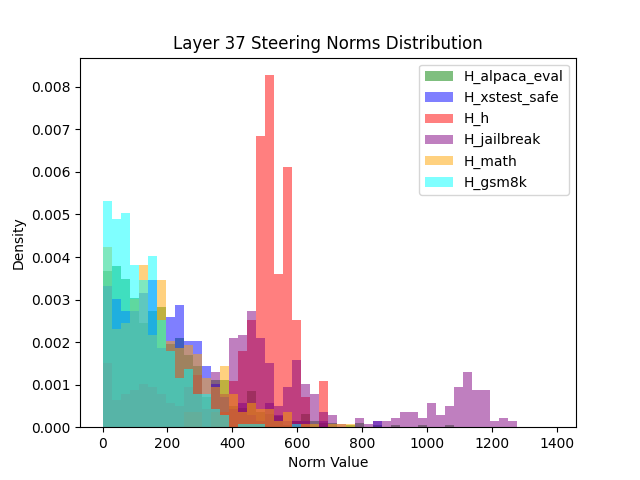 Layer 37 Steering Norms Distribution
H_alpaca_eval
H_xstest_safe
H_h
H_jailbreak
H_math
H_gsm8k
Density
0.008
0.007
0.006
0.005
0.004
0.003
0.002
0.001
0.000
0 200 400 600 800 1000 1200 1400
Norm Value